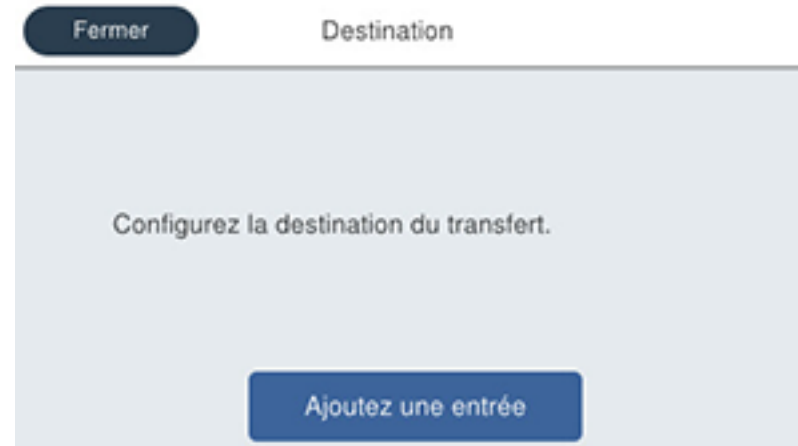 Fermer Destination
Configurez la destination du transfert.
Ajoutez une entrée